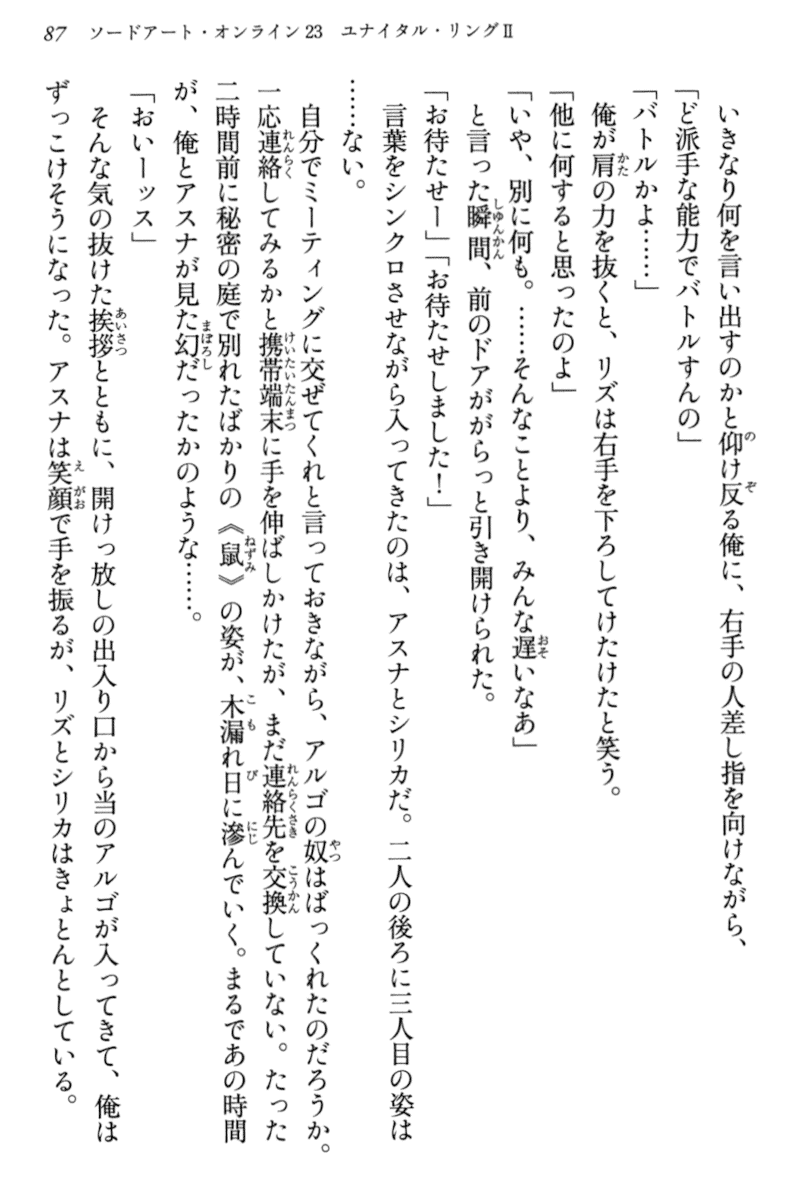 87　ソードアート・オンライン23　ユナイタル・リングⅡ
　いきなり何を言い出すのかと仰け反る俺に、右手の人差し指を向けながら、
「ど派手な能力でバトルすんの」
「バトルかよ……」
　俺が肩の力を抜くと、リズは右手を下ろしてけたけたと笑う。
「他に何すると思ったのよ」
「いや、別に何も。……そんなことより、みんな遅いなあ」
　と言った瞬間、前のドアががらっと引き開けられた。
「お待たせー」「お待たせしました！」
　言葉をシンクロさせながら入ってきたのは、アスナとシリカだ。二人の後ろに三人目の姿は
……ない。
　自分でミーティングに交ぜてくれと言っておきながら、アルゴの奴はばっくれたのだろうか。
一応連絡してみるかと携帯端末に手を伸ばしかけたが、まだ連絡先を交換していない。たった
二時間前に秘密の庭で別れたばかりの《鼠》の姿が、木漏れ日に滲んでいく。まるであの時間
が、俺とアスナが見た幻だったかのような……。
「おいーッス」
　そんな気の抜けた挨拶とともに、開けっ放しの出入り口から当のアルゴが入ってきて、俺は
ずっこけそうになった。アスナは笑顔で手を振るが、リズとシリカはきょとんとしている。